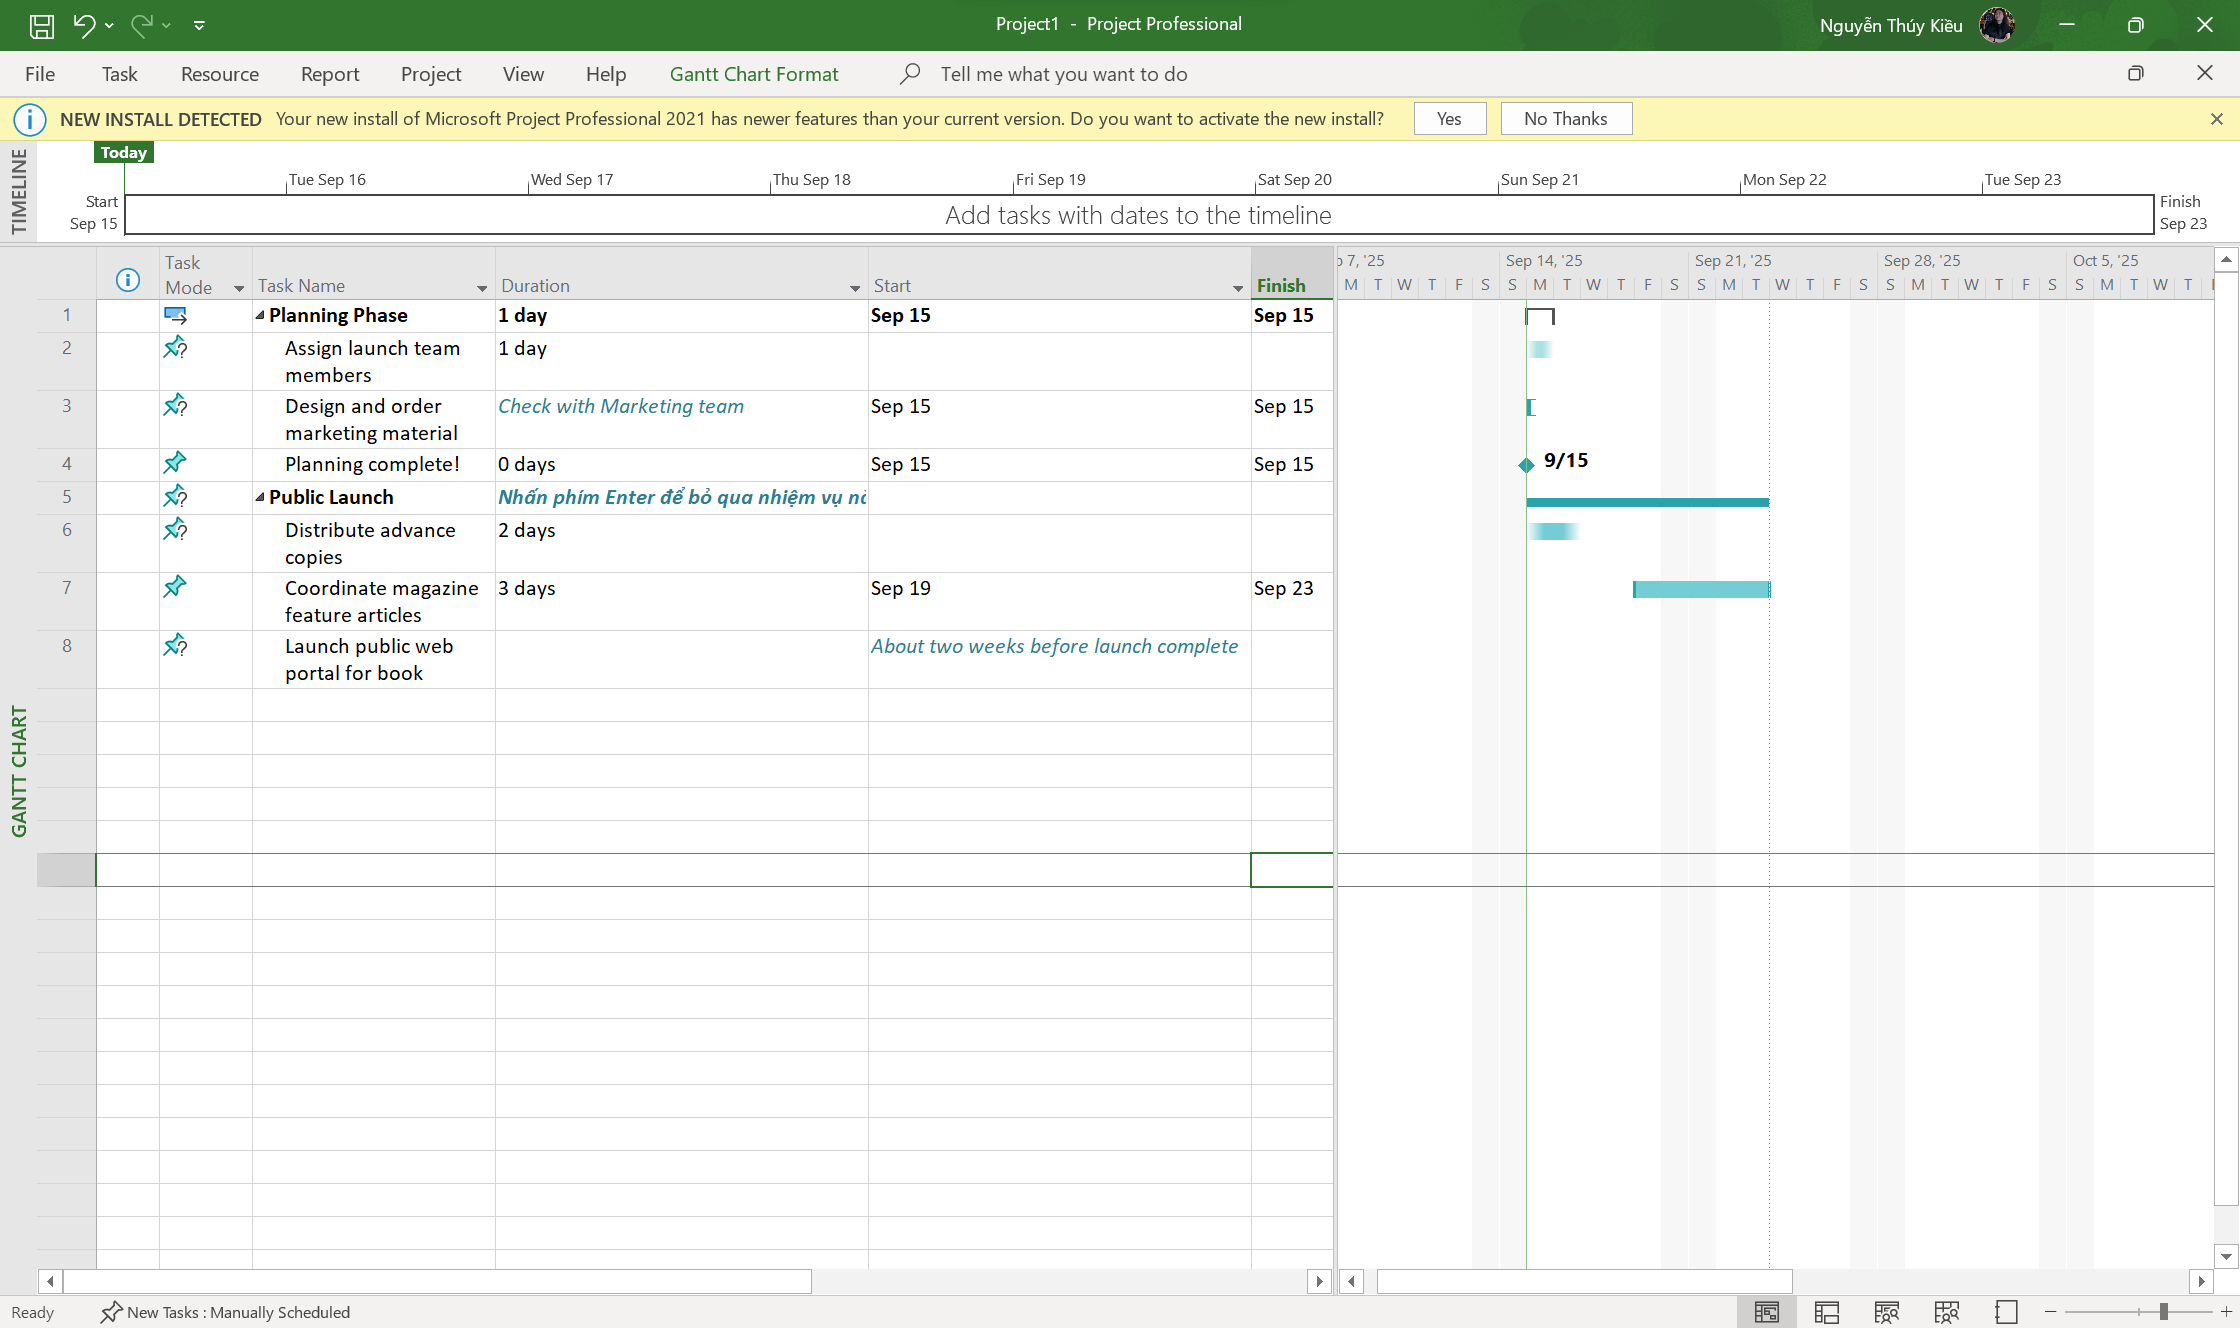 Project1 - Project Professional
Nguyễn Thúy Kiều
File Task Resource Report Project View Help Gantt Chart Format Tell me what you want to do
NEW INSTALL DETECTED Your new install of Microsoft Project Professional 2021 has newer features than your current version. Do you want to activate the new install? Yes No Thanks
TIMELINE
Today
Tue Sep 16 Wed Sep 17 Thu Sep 18 Fri Sep 19 Sat Sep 20 Sun Sep 21 Mon Sep 22 Tue Sep 23
Start
Sep 15
Add tasks with dates to the timeline
Finish
Sep 23
GANTT CHART
Task
Mode Task Name Duration Start Finish
7, '25 Sep 14, '25 Sep 21, '25 Sep 28, '25 Oct 5, '25
M T W T F S S M T W T F S S M T W T F S S M T W T F S S M T W T
1 Planning Phase 1 day Sep 15 Sep 15
2 Assign launch team 1 day
members
3 Design and order Check with Marketing team Sep 15 Sep 15
marketing material
4 Planning complete! 0 days Sep 15 Sep 15 9/15
5 Public Launch Nhấn phím Enter để bỏ qua nhiệm vụ
6 Distribute advance 2 days
copies
7 Coordinate magazine 3 days Sep 19 Sep 23
feature articles
8 Launch public web About two weeks before launch complete
portal for book
Ready New Tasks : Manually Scheduled